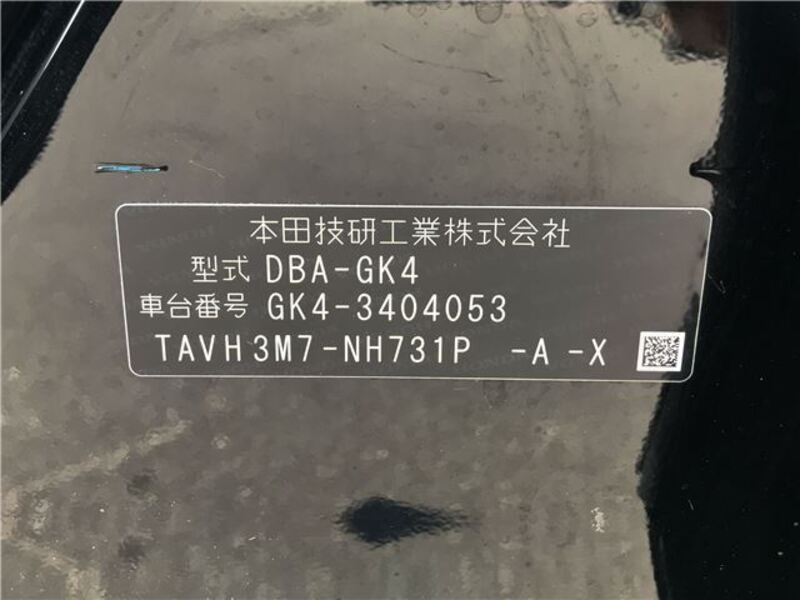 本田技研工業株式会社
型式 DBA-GK4
車台番号 GK4-3404053
TAVH3M7-NH731P -A -X